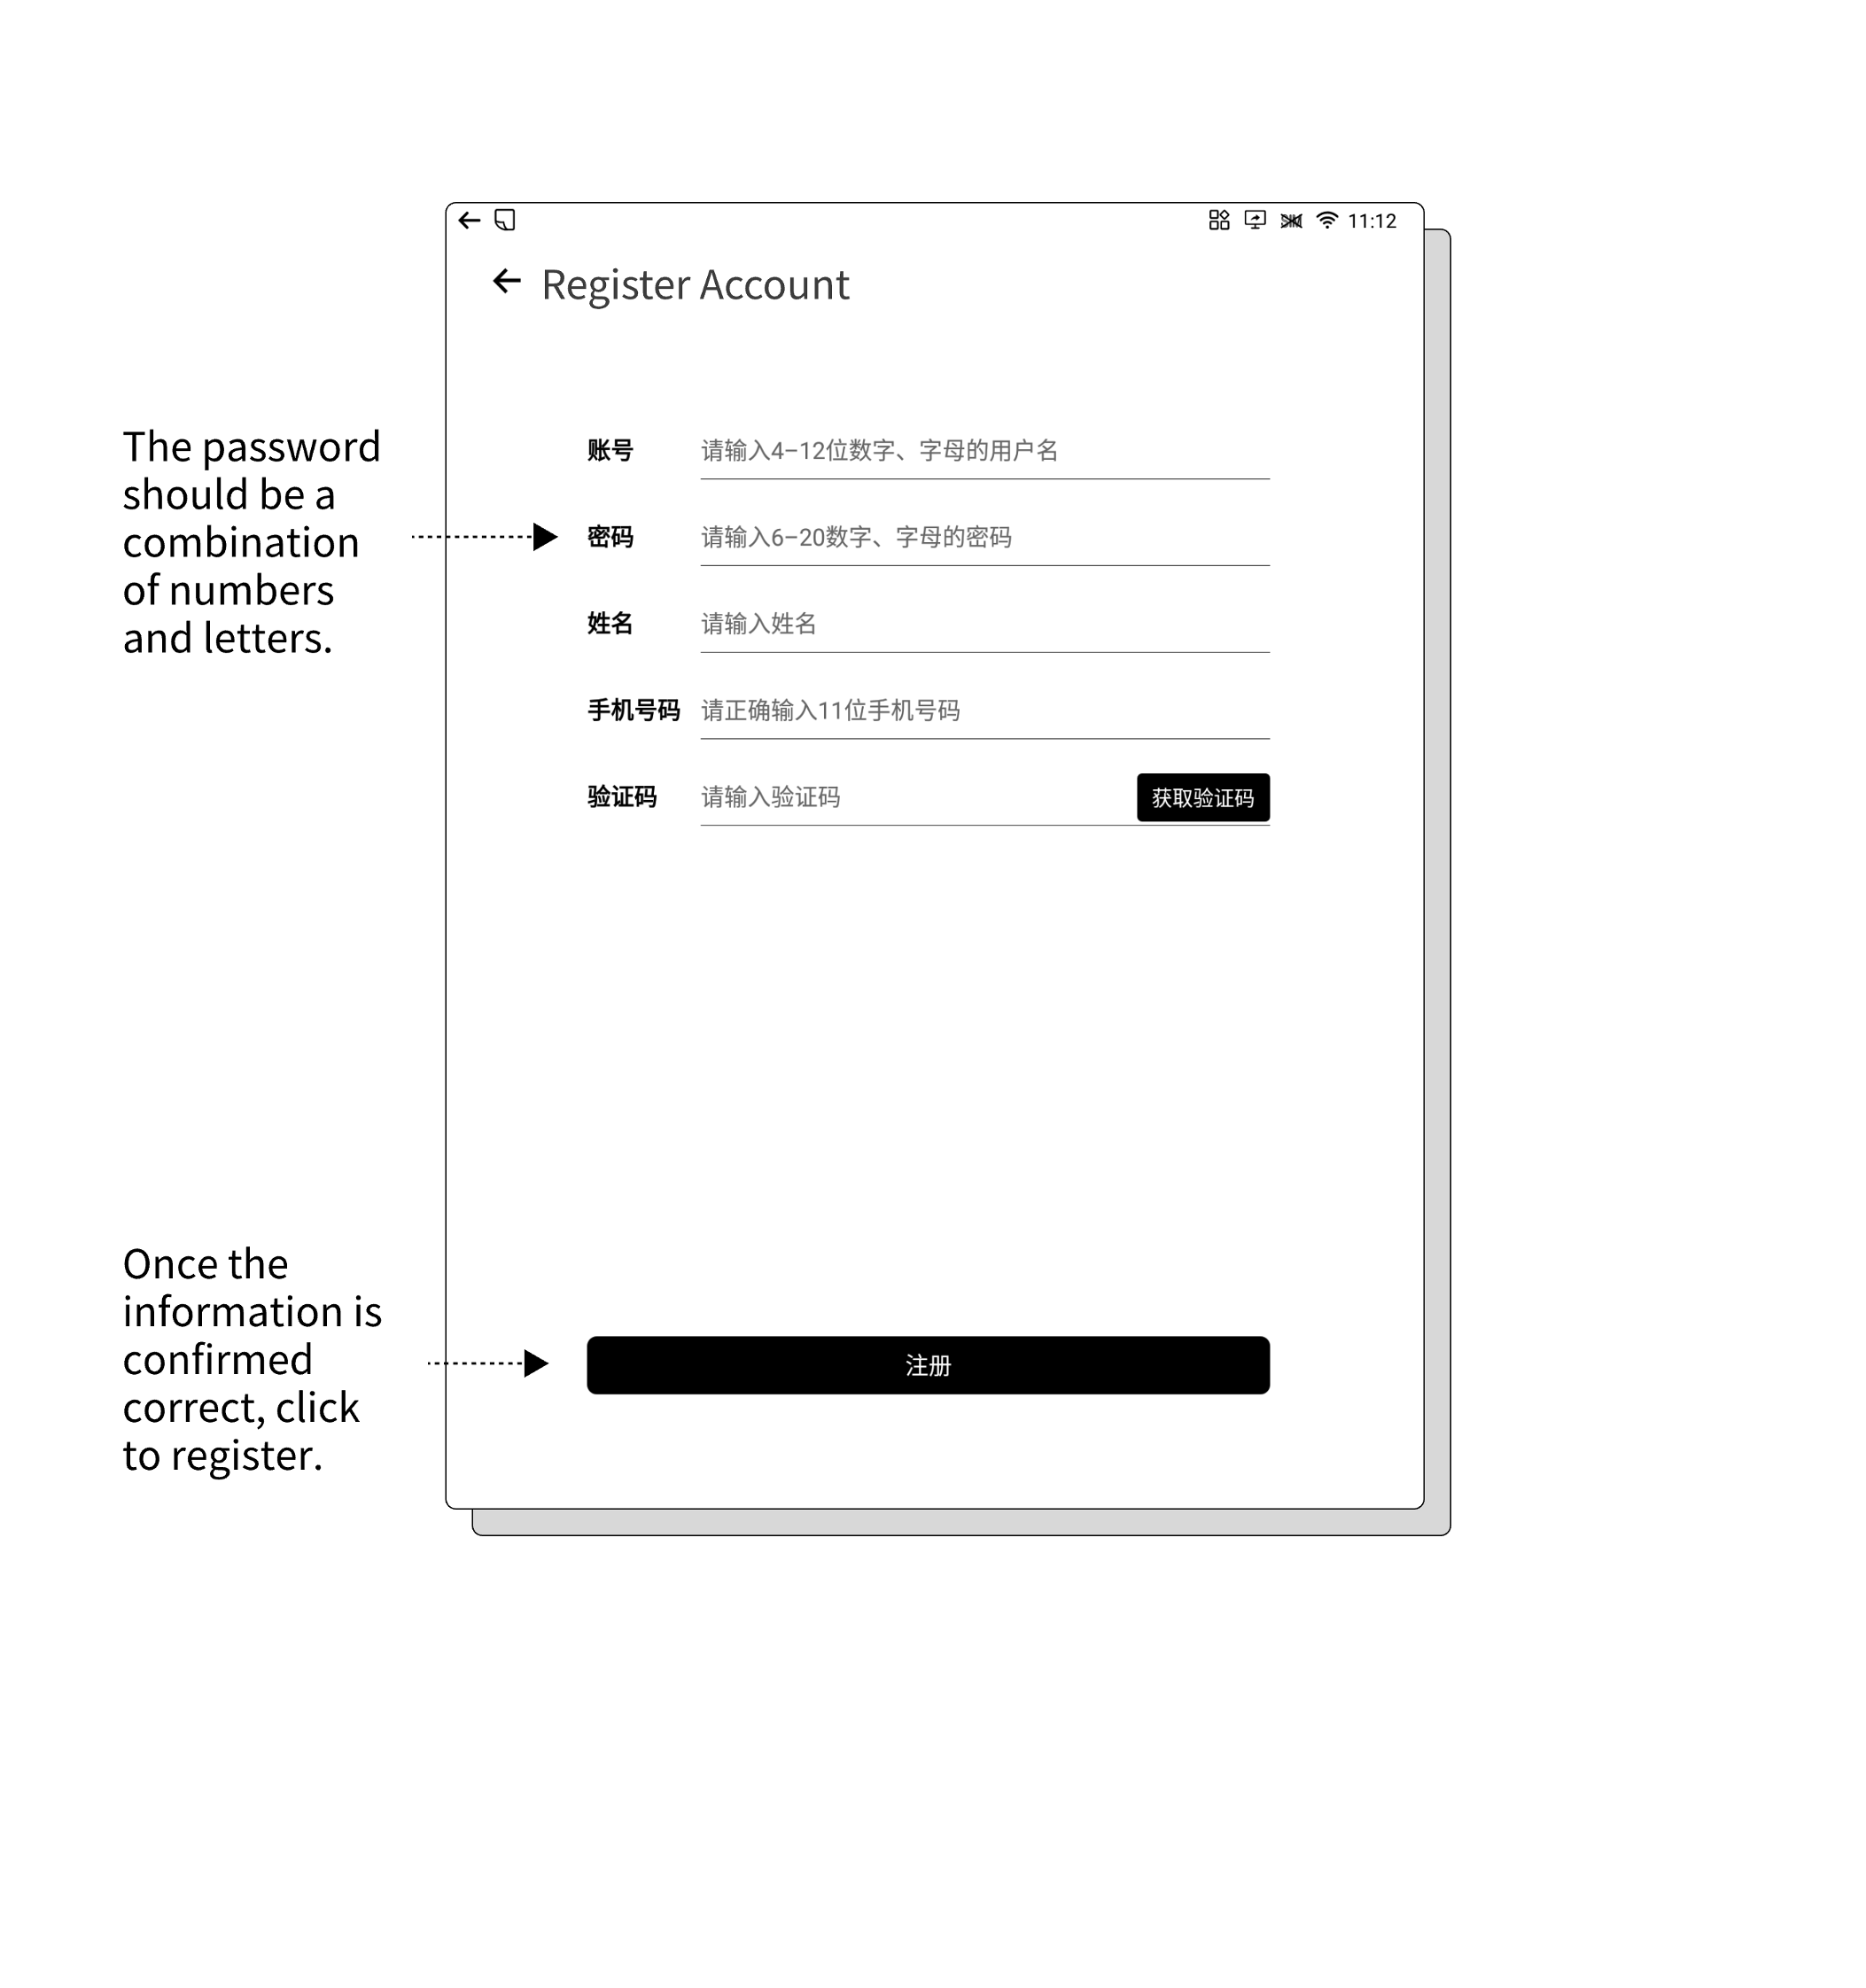 11:12
Register Account
The password
should be a
combination
of numbers
and letters.
账号 请输入4–12位数字、字母的用户名
密码 请输入6–20数字、字母的密码
姓名 请输入姓名
手机号码 请正确输入11位手机号码
验证码 请输入验证码 获取验证码
Once the
information is
confirmed
correct, click
to register.
注册